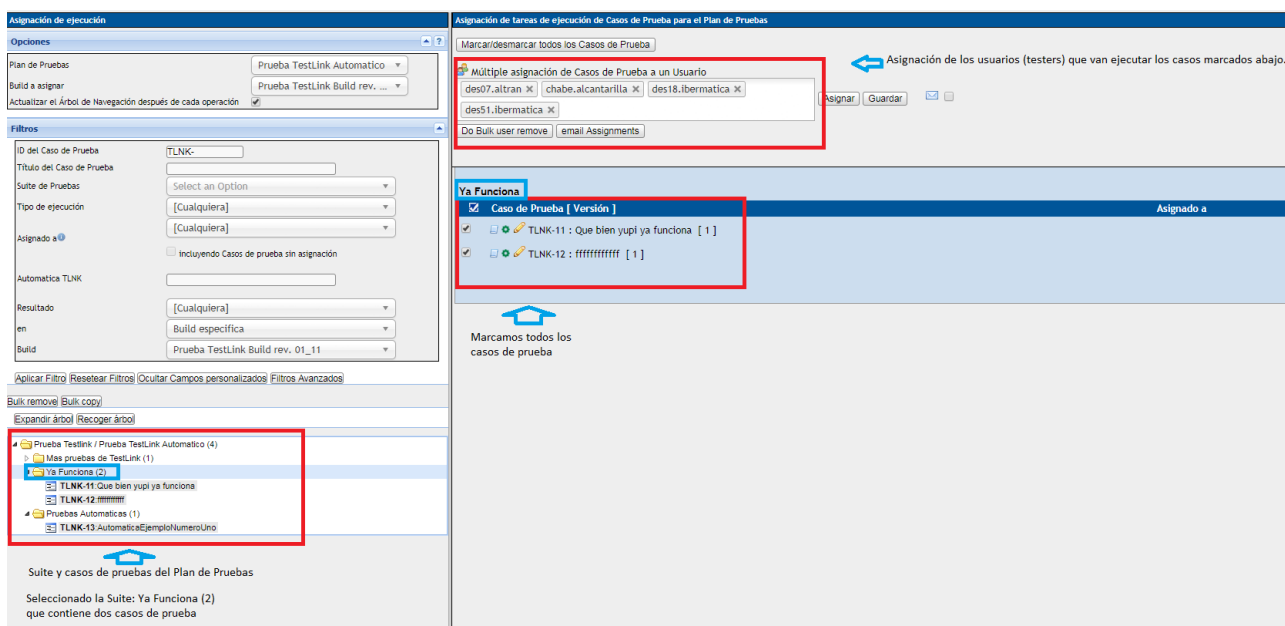 Asignación de ejecución
Opciones
?
Plan de Pruebas
Prueba TestLink Automatico
Build a asignar
Prueba TestLink Build rev. ...
Actualizar el Árbol de Navegación después de cada operación
Filtros
ID del Caso de Prueba
TLNK-
Título del Caso de Prueba
Suite de Pruebas
Select an Option
Tipo de ejecución
[Cualquiera]
[Cualquiera]
Asignado a
incluyendo Casos de prueba sin asignación
Automatica TLNK
Resultado
[Cualquiera]
en
Build específica
Build
Prueba TestLink Build rev. 01_11
Aplicar Filtro Resetear Filtros Ocultar Campos personalizados Filtros Avanzados
Bulk remove Bulk copy
Expandir árbol Recoger árbol
Prueba Testlink / Prueba TestLink Automatico (4)
Mas pruebas de TestLink (1)
Ya Funciona (2)
TLNK-11:Que bien yupi ya funciona
TLNK-12:ffffffffffff
Pruebas Automaticas (1)
TLNK-13:AutomaticaEjemploNumeroUno
Suite y casos de pruebas del Plan de Pruebas
Seleccionado la Suite: Ya Funciona (2)
que contiene dos casos de prueba
Asignación de tareas de ejecución de Casos de Prueba para el Plan de Pruebas
Marcar/desmarcar todos los Casos de Prueba
Asignación de los usuarios (testers) que van ejecutar los casos marcados abajo.
Múltiple asignación de Casos de Prueba a un Usuario
des07.altran × chabe.alcantarilla × des18.ibermatica ×
des51.ibermatica ×
Asignar Guardar
Do Bulk user remove email Assignments
Ya Funciona
Caso de Prueba [ Versión ] Asignado a
TLNK-11 : Que bien yupi ya funciona [ 1 ]
TLNK-12 : ffffffffffff [ 1 ]
Marcamos todos los
casos de prueba